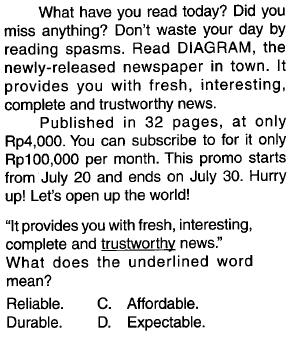 What have you read today? Did you
miss anything? Don't waste your day by
reading spasms. Read DIAGRAM, the
newly-released newspaper in town. It
provides you with fresh, interesting,
complete and trustworthy news.
Published in 32 pages, at only
Rp4,000. You can subscribe to for it only
Rp100,000 per month. This promo starts
from July 20 and ends on July 30. Hurry
up! Let's open up the world!
"It provides you with fresh, interesting,
complete and trustworthy news."
What does the underlined word
mean?
Reliable. C. Affordable.
Durable. D. Expectable.